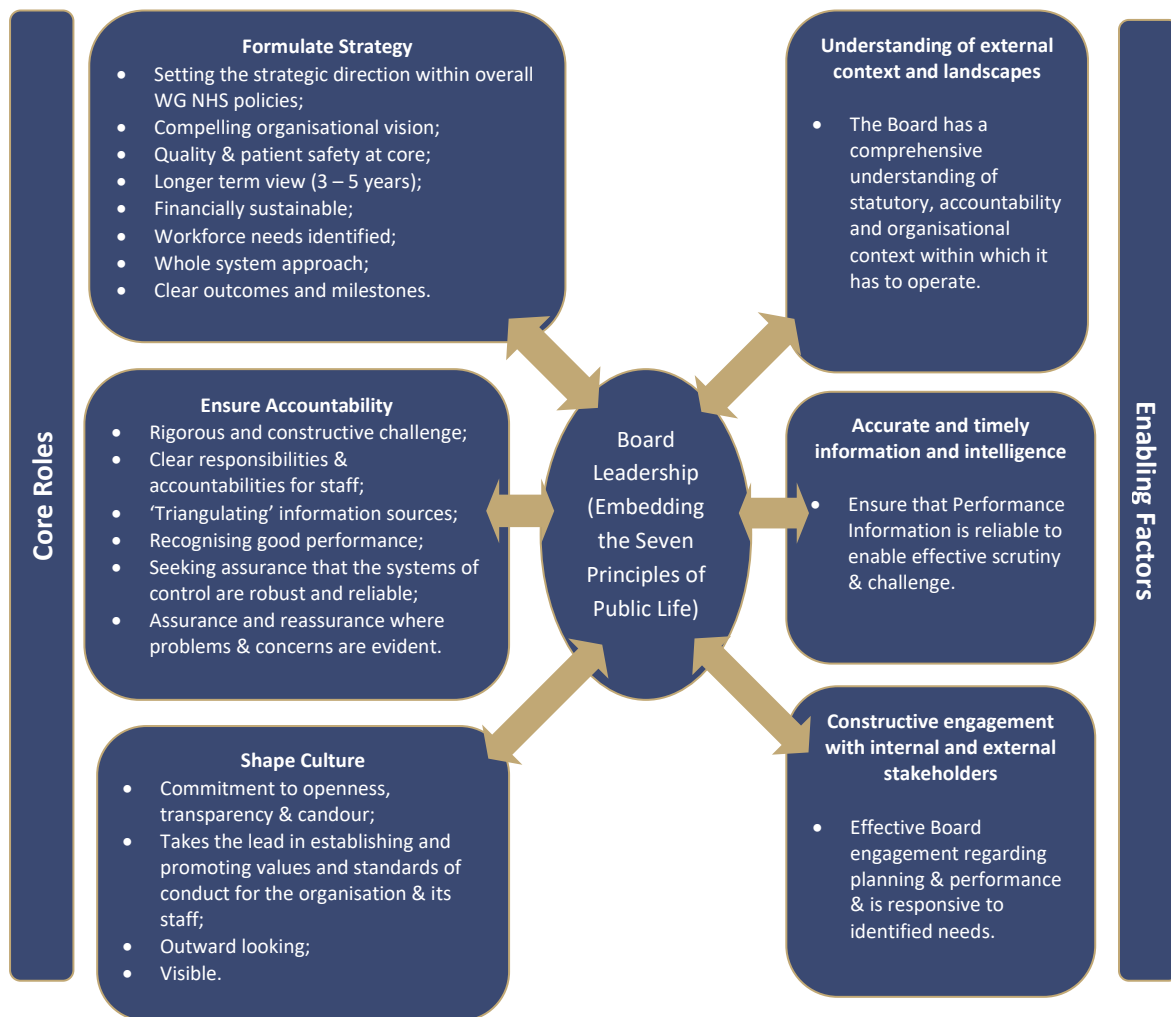 Core Roles
Formulate Strategy
• Setting the strategic direction within overall
WG NHS policies;
• Compelling organisational vision;
• Quality & patient safety at core;
• Longer term view (3 – 5 years);
• Financially sustainable;
• Workforce needs identified;
• Whole system approach;
• Clear outcomes and milestones.
Ensure Accountability
• Rigorous and constructive challenge;
• Clear responsibilities &
accountabilities for staff;
• ‘Triangulating’ information sources;
• Recognising good performance;
• Seeking assurance that the systems of
control are robust and reliable;
• Assurance and reassurance where
problems & concerns are evident.
Shape Culture
• Commitment to openness,
transparency & candour;
• Takes the lead in establishing and
promoting values and standards of
conduct for the organisation & its
staff;
• Outward looking;
• Visible.
Board
Leadership
(Embedding
the Seven
Principles of
Public Life)
Understanding of external
context and landscapes
• The Board has a
comprehensive
understanding of
statutory, accountability
and organisational
context within which it
has to operate.
Accurate and timely
information and intelligence
• Ensure that Performance
Information is reliable to
enable effective scrutiny
& challenge.
Constructive engagement
with internal and external
stakeholders
• Effective Board
engagement regarding
planning & performance
& is responsive to
identified needs.
Enabling Factors